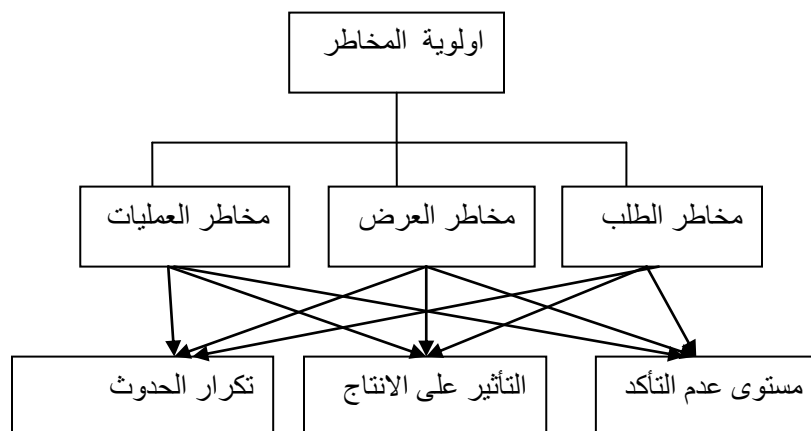 اولوية المخاطر
مخاطر الطلب
مخاطر العرض
مخاطر العمليات
مستوى عدم التأكد
التأثير على الانتاج
تكرار الحدوث